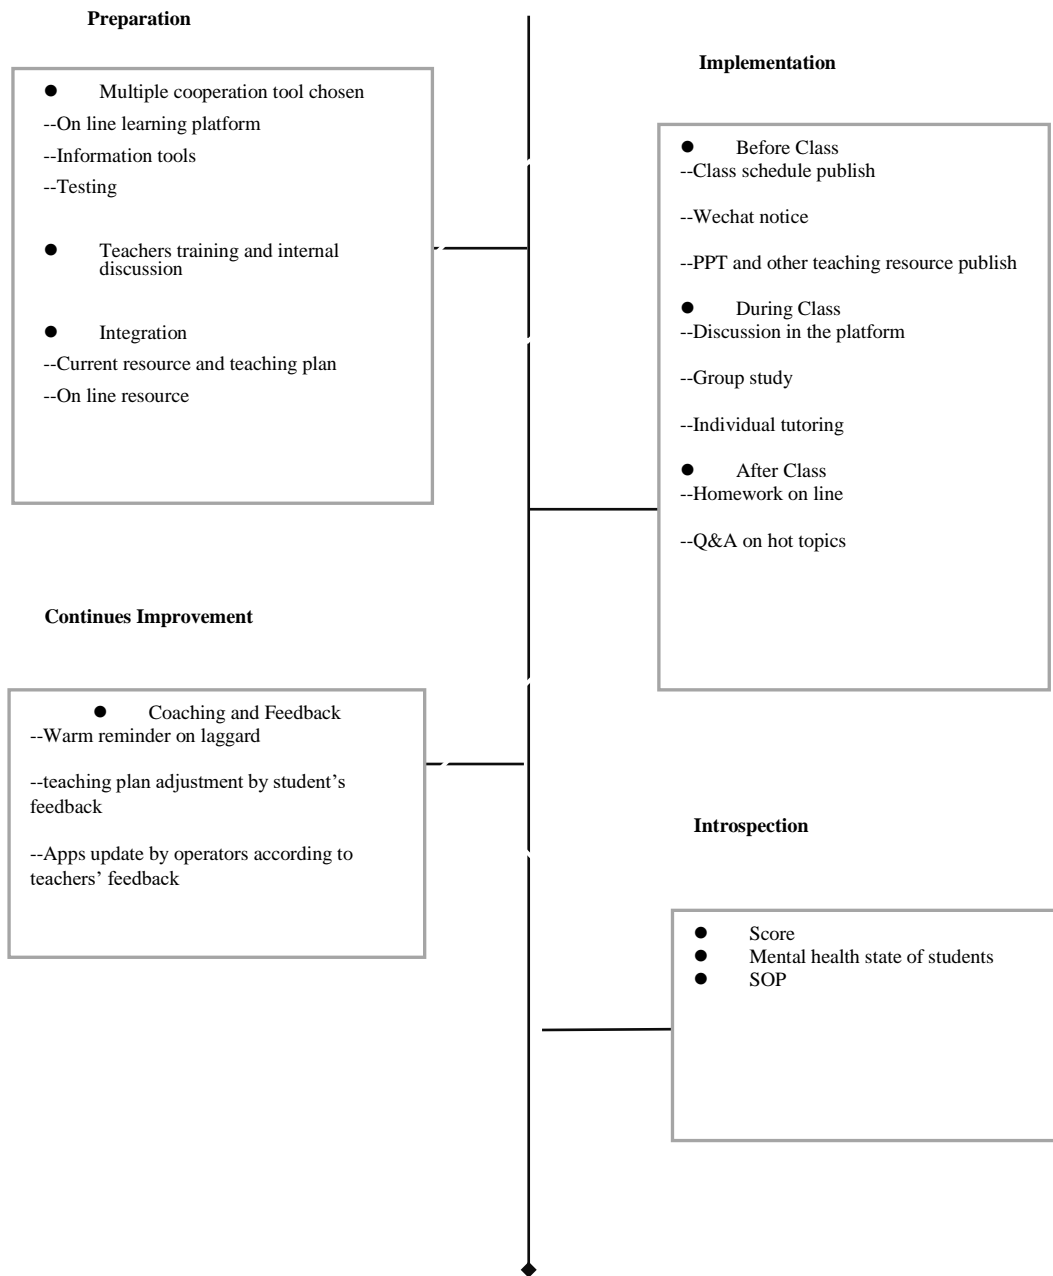 Preparation
● Multiple cooperation tool chosen
--On line learning platform
--Information tools
--Testing
● Teachers training and internal
discussion
● Integration
--Current resource and teaching plan
--On line resource
Implementation
● Before Class
--Class schedule publish
--Wechat notice
--PPT and other teaching resource publish
● During Class
--Discussion in the platform
--Group study
--Individual tutoring
● After Class
--Homework on line
--Q&A on hot topics
Continues Improvement
● Coaching and Feedback
--Warm reminder on laggard
--teaching plan adjustment by student’s
feedback
--Apps update by operators according to
teachers’ feedback
Introspection
● Score
● Mental health state of students
● SOP